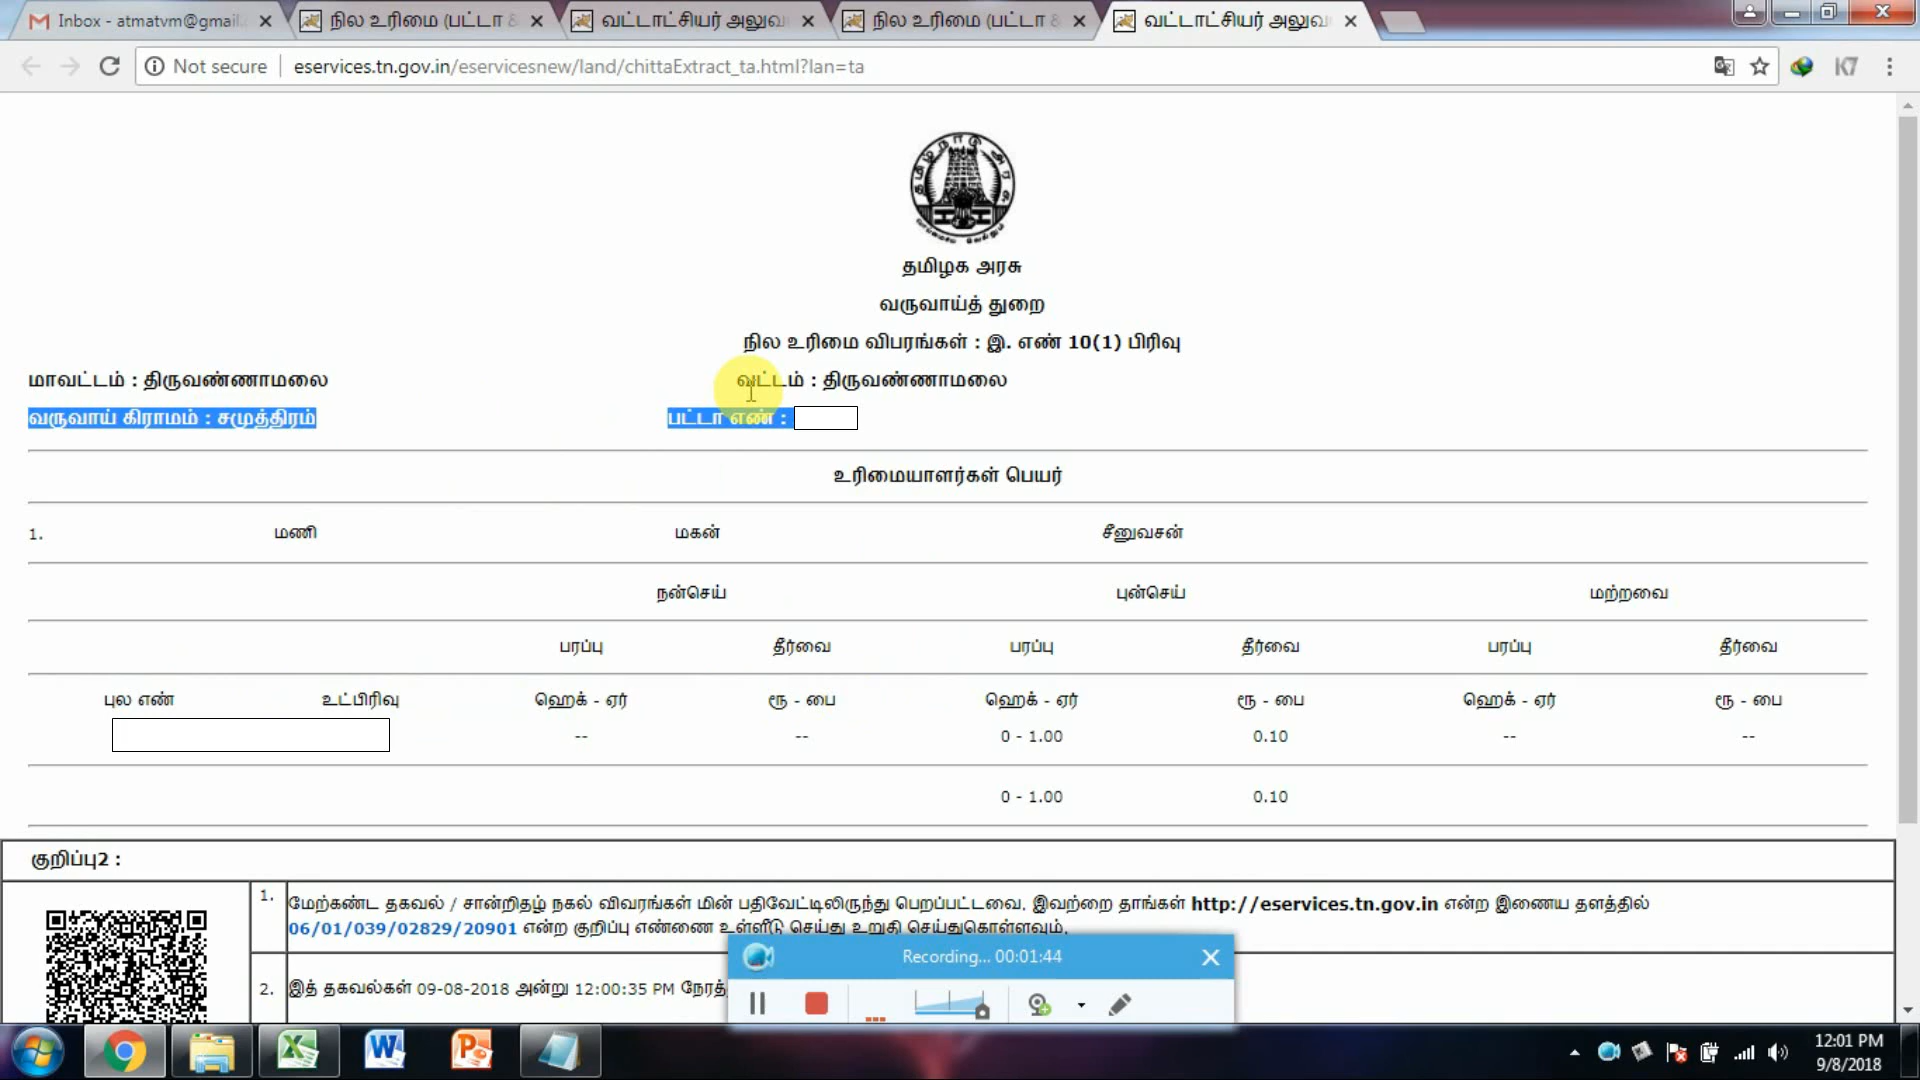 Inbox - atmatvm@gmail.
நில உரிமை (பட்டா &
வட்டாட்சியர் அலுவ
நில உரிமை (பட்டா &
வட்டாட்சியர் அலுவ
Not secure eservices.tn.gov.in/eservicesnew/land/chittaExtract_ta.html?lan=ta
K7
தமிழ்நாடு அரசு
வாய்மையே வெல்லும்
தமிழக அரசு
வருவாய்த் துறை
நில உரிமை விபரங்கள் : இ. எண் 10(1) பிரிவு
மாவட்டம் : திருவண்ணாமலை வட்டம் : திருவண்ணாமலை
வருவாய் கிராமம் : சமுத்திரம் பட்டா எண் :
உரிமையாளர்கள் பெயர்
1. மணி மகன் சீனுவசன்
நன்செய் புன்செய் மற்றவை
பரப்பு தீர்வை பரப்பு தீர்வை பரப்பு தீர்வை
புல எண் உட்பிரிவு ஹெக் - ஏர் ரூ - பை ஹெக் - ஏர் ரூ - பை ஹெக் - ஏர் ரூ - பை
-- -- 0 - 1.00 0.10 -- --
0 - 1.00 0.10
குறிப்பு2 :
1. மேற்கண்ட தகவல் / சான்றிதழ் நகல் விவரங்கள் மின் பதிவேட்டிலிருந்து பெறப்பட்டவை. இவற்றை தாங்கள் http://eservices.tn.gov.in என்ற இணைய தளத்தில்
06/01/039/02829/20901 என்ற குறிப்பு எண்ணை உள்ளீடு செய்து உறுதி செய்துகொள்ளவும்.
2. இத் தகவல்கள் 09-08-2018 அன்று 12:00:35 PM
Recording... 00:01:44
12:01 PM
9/8/2018